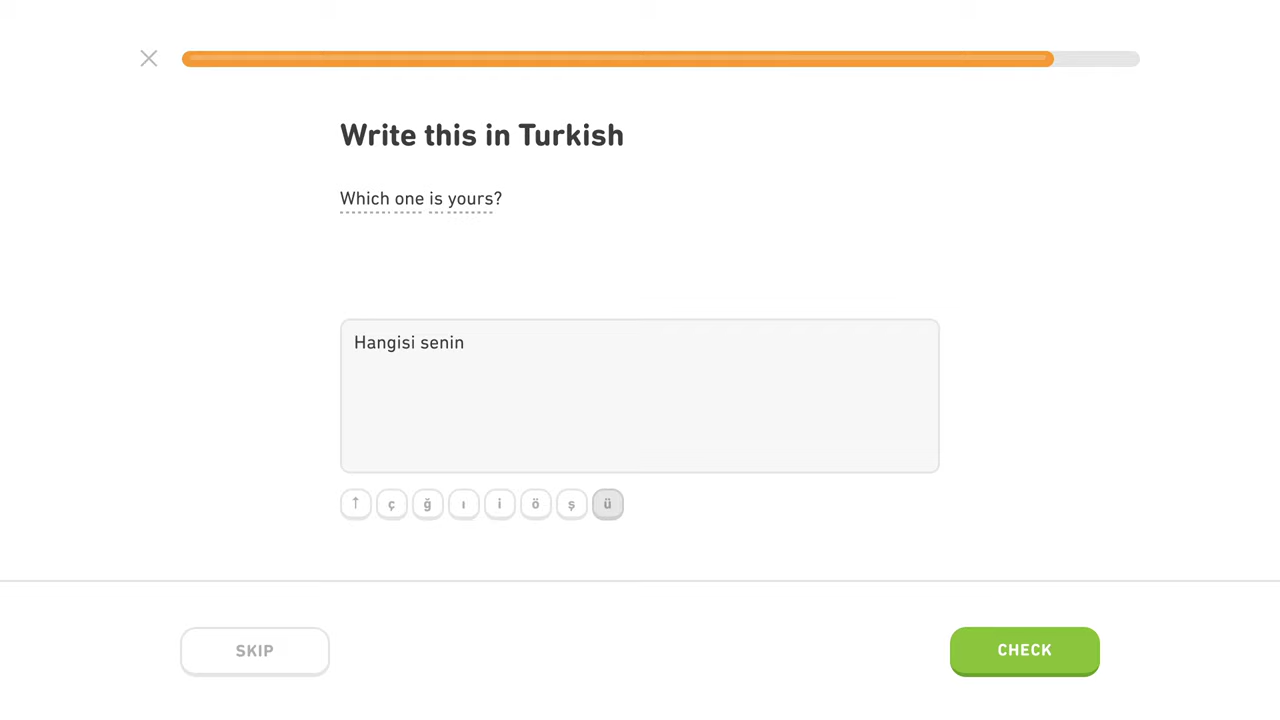 Write this in Turkish
Which one is yours?
Hangisi senin
↑ ç ğ ı i ö ş ü
SKIP
CHECK